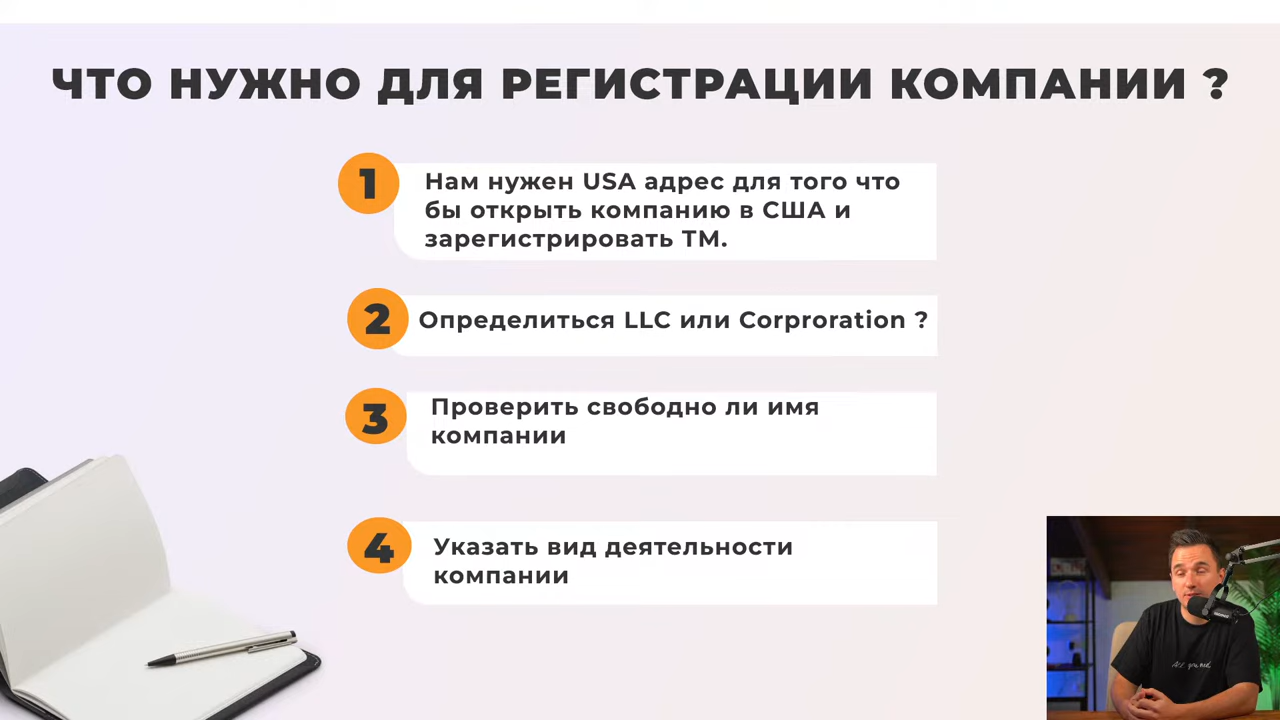 ЧТО НУЖНО ДЛЯ РЕГИСТРАЦИИ КОМПАНИИ ?
1
Нам нужен USA адрес для того что
бы открыть компанию в США и
зарегистрировать ТМ.
2
Определиться LLC или Corproration ?
3
Проверить свободно ли имя
компании
4
Указать вид деятельности
компании